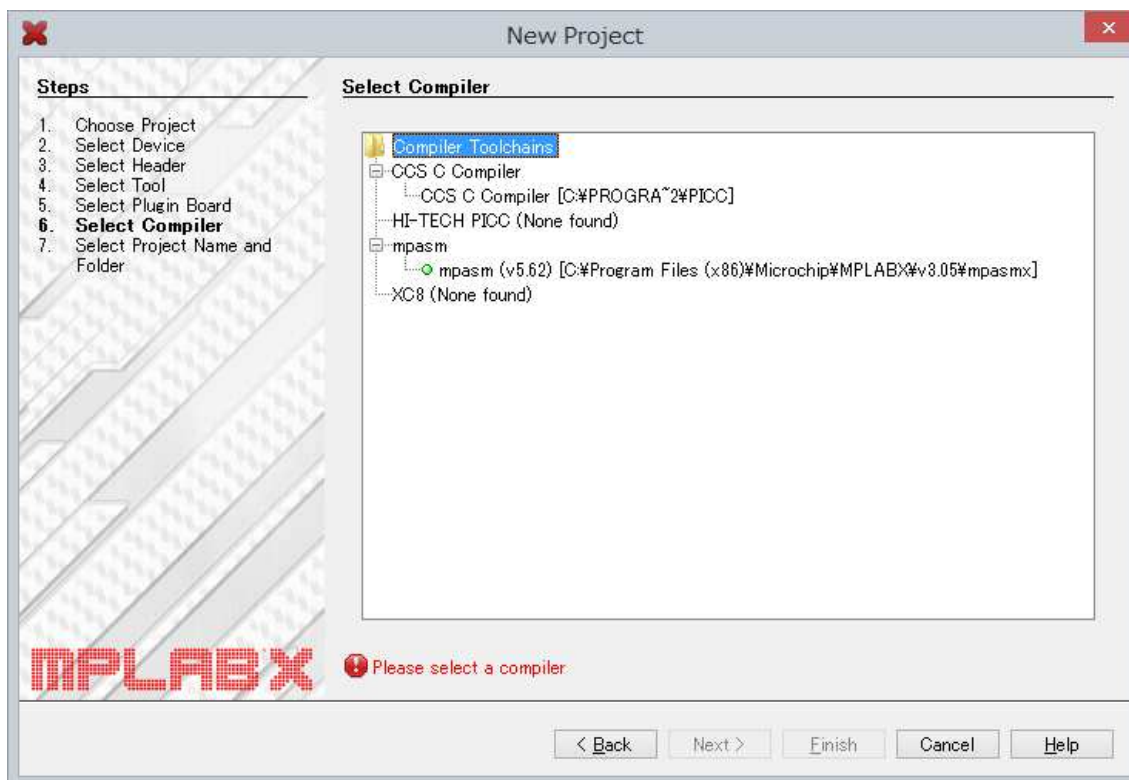 New Project
Steps
1. Choose Project
2. Select Device
3. Select Header
4. Select Tool
5. Select Plugin Board
6. Select Compiler
7. Select Project Name and
Folder
Select Compiler
Compiler Toolchains
CCS C Compiler
CCS C Compiler [C:¥PROGRA~2¥PICC]
HI-TECH PICC (None found)
mpasm
mpasm (v5.62) [C:¥Program Files (x86)¥Microchip¥MPLABX¥v3.05¥mpasmx]
XC8 (None found)
MPLAB X
Please select a compiler
< Back
Next >
Finish
Cancel
Help